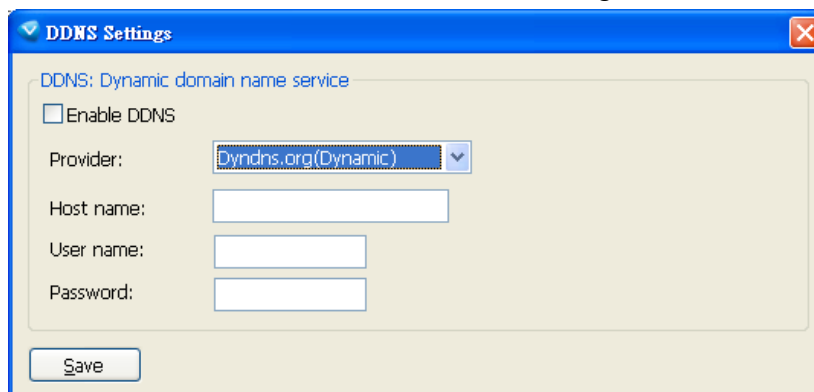 DDNS Settings
DDNS: Dynamic domain name service
Enable DDNS
Provider: Dyndns.org(Dynamic)
Host name:
User name:
Password:
Save